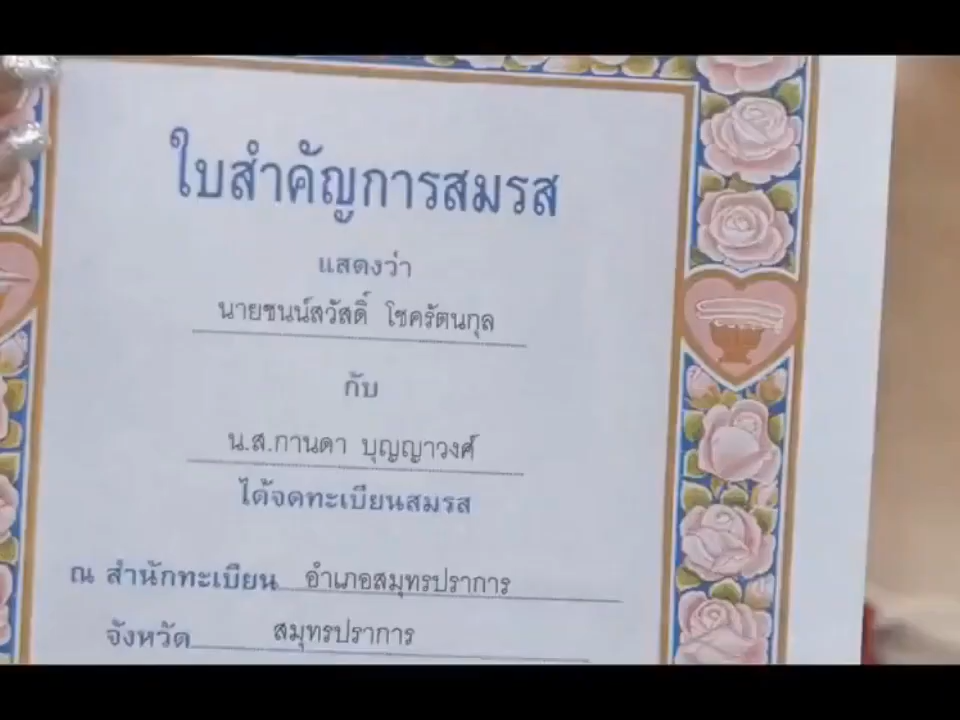 ใบสำคัญการสมรส
แสดงว่า
นายชนน์สวัสดิ์ โชครัตนกุล
กับ
น.ส.กานดา บุญญาวงศ์
ได้จดทะเบียนสมรส
ณ สำนักทะเบียน อำเภอสมุทรปราการ
จังหวัด สมุทรปราการ